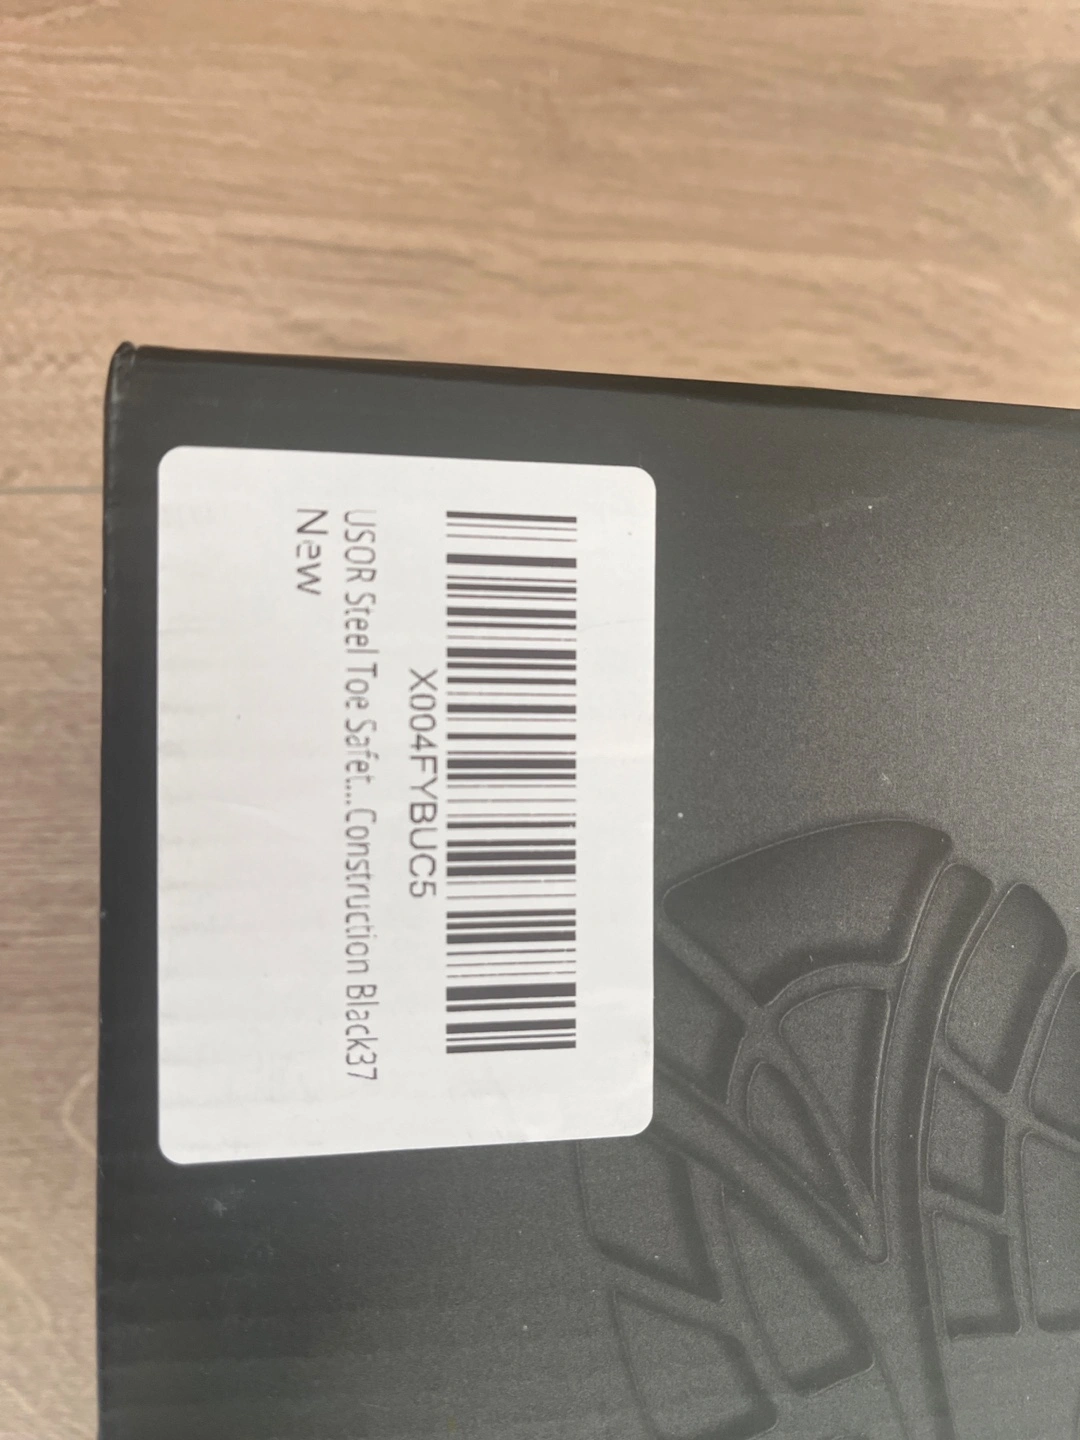 X004FYBUC5
USOR Steel Toe Safet...Construction Black37
New